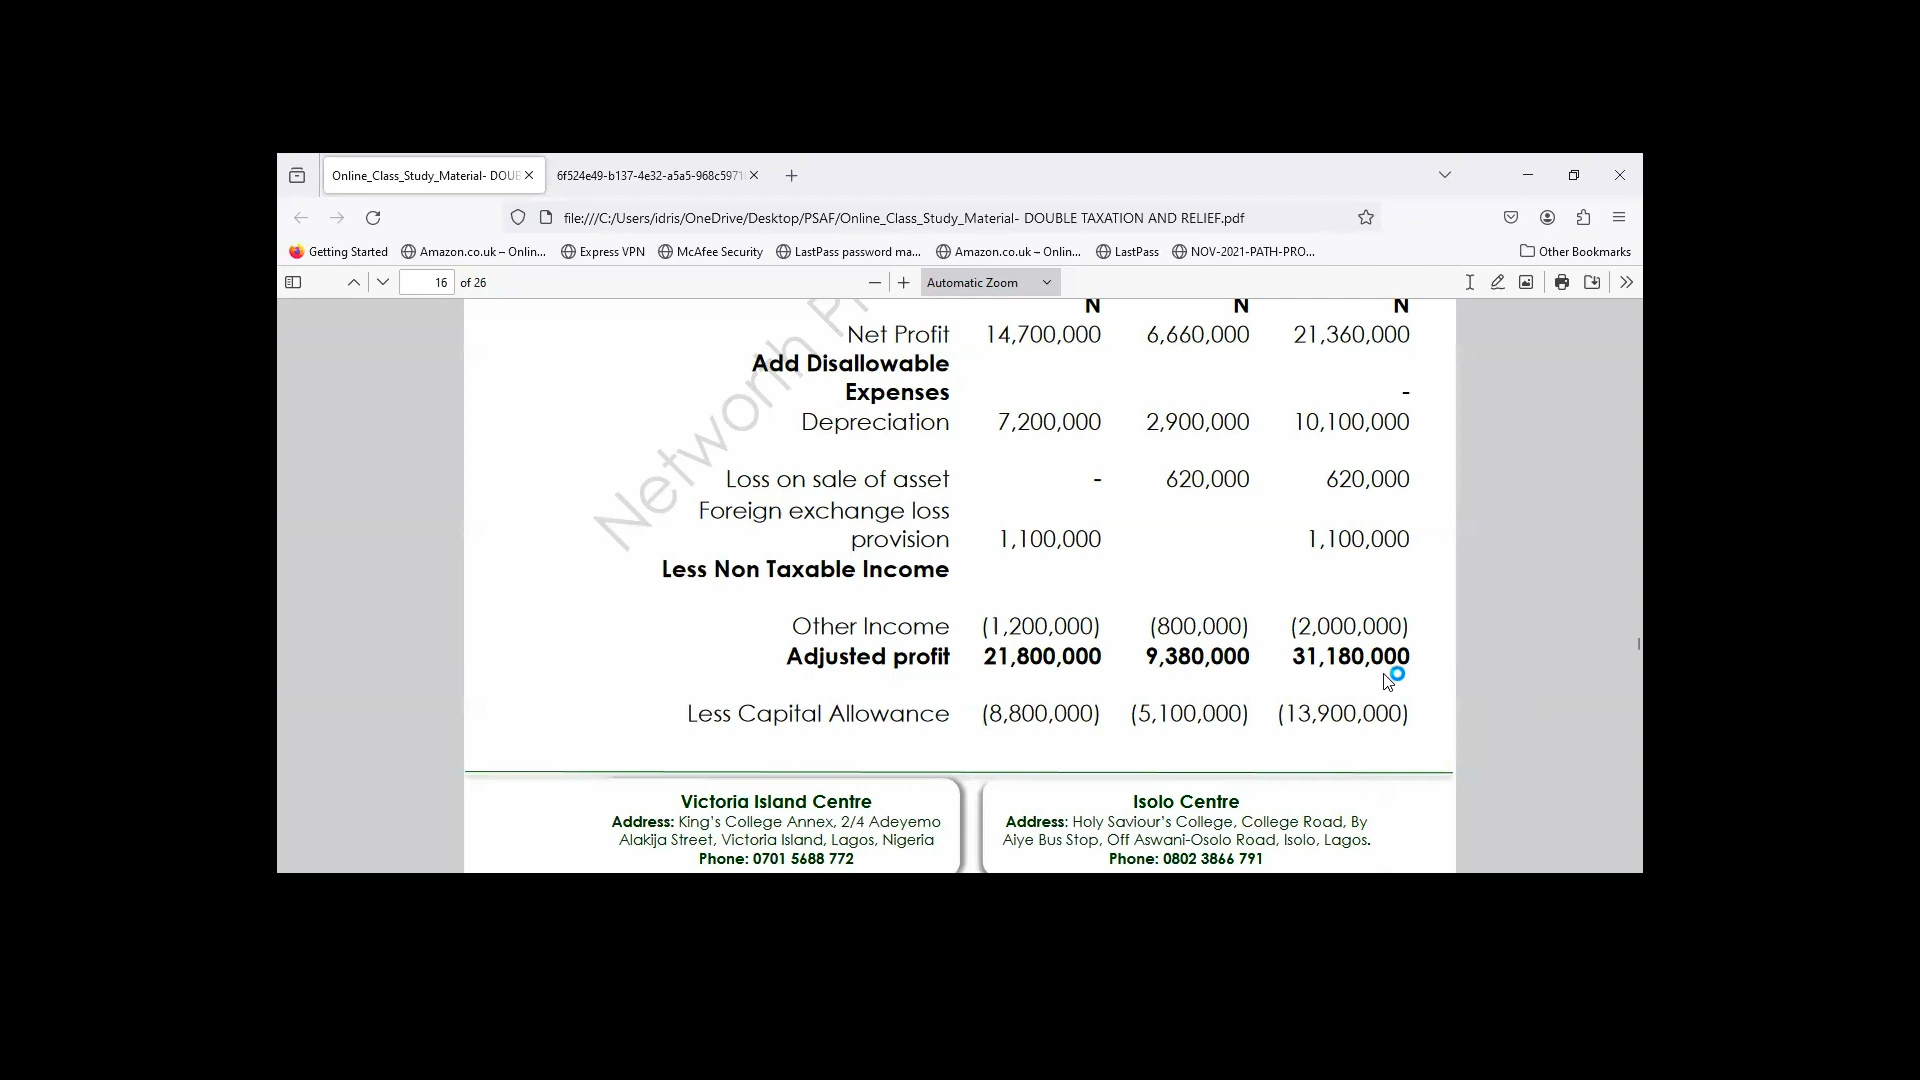 Online_Class_Study_Material- DOUB
6f524e49-b137-4e32-a5a5-968c5971
file:///C:/Users/idris/OneDrive/Desktop/PSAF/Online_Class_Study_Material- DOUBLE TAXATION AND RELIEF.pdf
Getting Started Amazon.co.uk – Onlin... Express VPN McAfee Security LastPass password ma... Amazon.co.uk – Onlin... LastPass NOV-2021-PATH-PRO... Other Bookmarks
16 of 26 Automatic Zoom
N N N
Net Profit 14,700,000 6,660,000 21,360,000
Add Disallowable
Expenses -
Depreciation 7,200,000 2,900,000 10,100,000
Loss on sale of asset - 620,000 620,000
Foreign exchange loss
provision 1,100,000 1,100,000
Less Non Taxable Income
Other Income (1,200,000) (800,000) (2,000,000)
Adjusted profit 21,800,000 9,380,000 31,180,000
Less Capital Allowance (8,800,000) (5,100,000) (13,900,000)
Networth
Victoria Island Centre
Address: King's College Annex, 2/4 Adeyemo
Alakija Street, Victoria Island, Lagos, Nigeria
Phone: 0701 5688 772
Isolo Centre
Address: Holy Saviour's College, College Road, By
Aiye Bus Stop, Off Aswani-Osolo Road, Isolo, Lagos.
Phone: 0802 3866 791